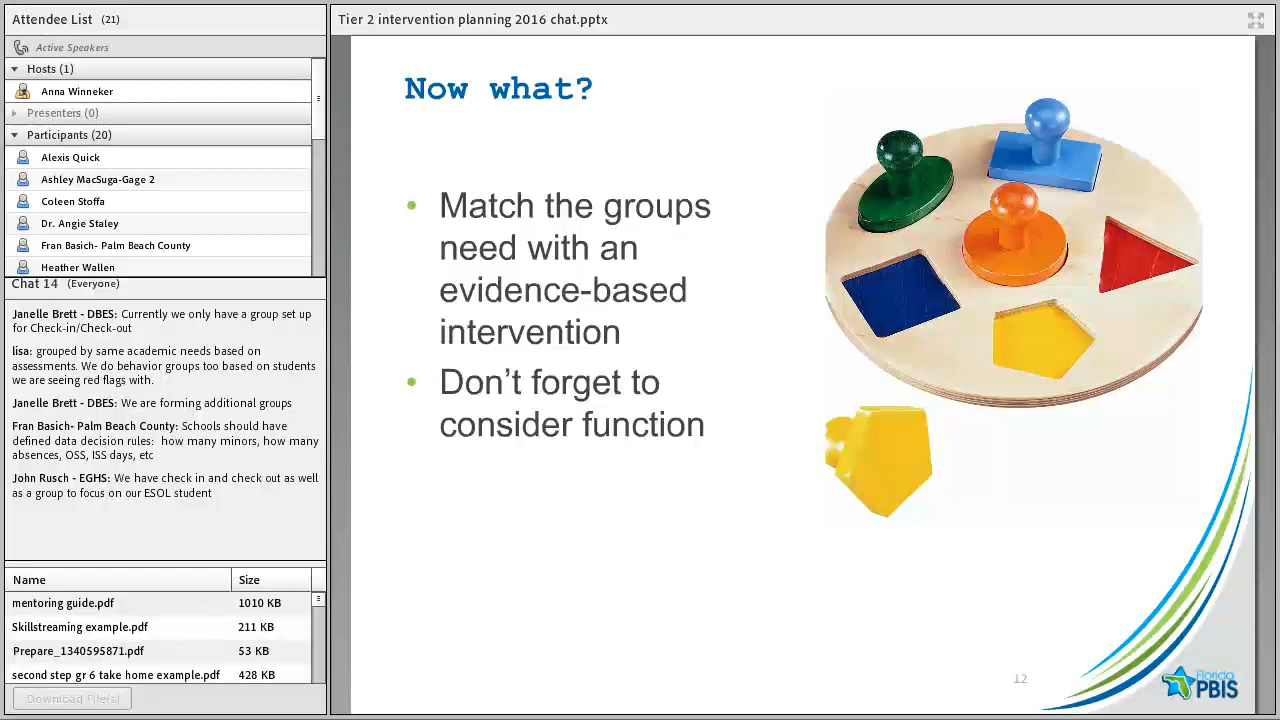 Attendee List (21)
Active Speakers
Hosts (1)
Anna Winneker
Presenters (0)
Participants (20)
Alexis Quick
Ashley MacSuga-Gage 2
Coleen Stoffa
Dr. Angie Staley
Fran Basich- Palm Beach County
Heather Wallen
Chat 14 (Everyone)
Janelle Brett - DBES: Currently we only have a group set up
for Check-in/Check-out
lisa: grouped by same academic needs based on
assessments. We do behavior groups too based on students
we are seeing red flags with.
Janelle Brett - DBES: We are forming additional groups
Fran Basich- Palm Beach County: Schools should have
defined data decision rules: how many minors, how many
absences, OSS, ISS days, etc
John Rusch - EGHS: We have check in and check out as well
as a group to focus on our ESOL student
Name Size
mentoring guide.pdf 1010 KB
Skillstreaming example.pdf 211 KB
Prepare_1340595871.pdf 53 KB
second step gr 6 take home example.pdf 428 KB
Download File(s)
Tier 2 intervention planning 2016 chat.pptx
Now what?
• Match the groups
need with an
evidence-based
intervention
• Don’t forget to
consider function
12
Florida
PBIS